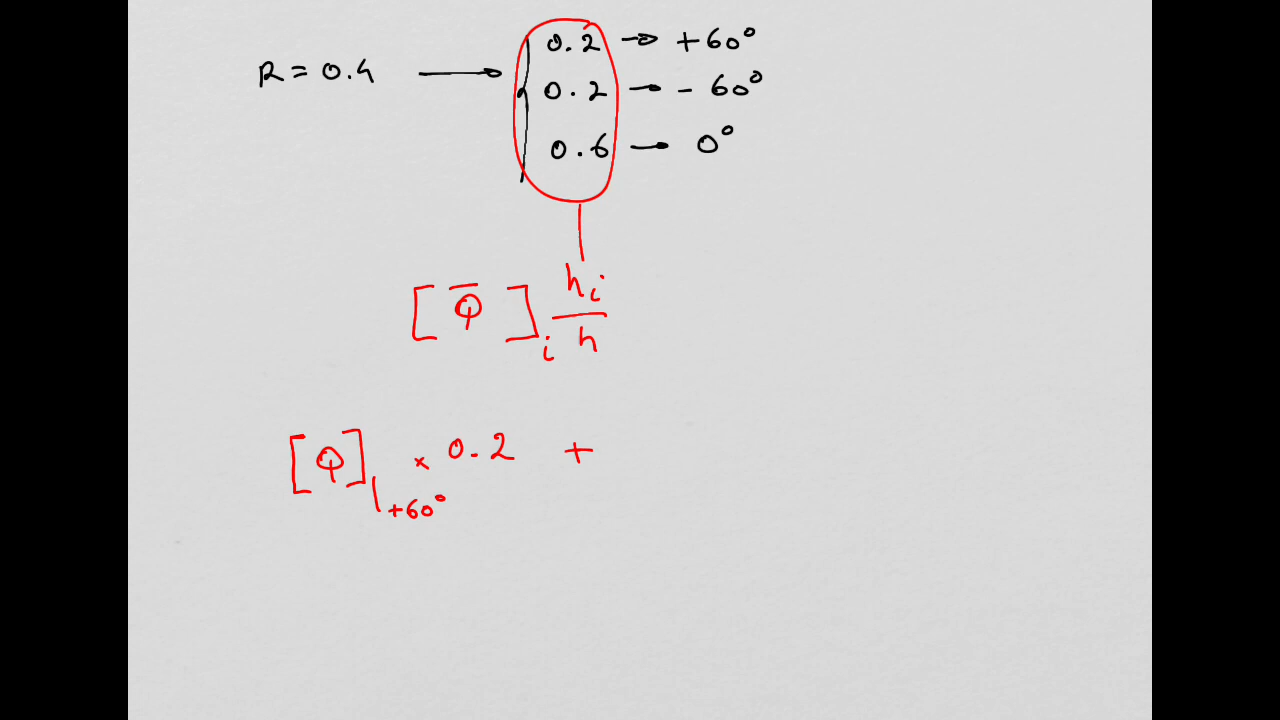 0.2 → +60°
R = 0.4 → { 0.2 → - 60°
0.6 → 0°
[ Q̅ ]i hi/h
[Q]|+60° × 0.2 +